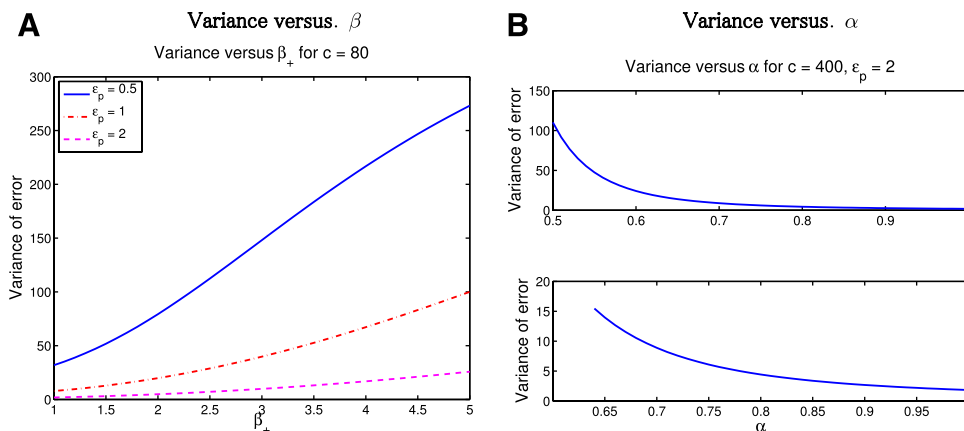 A
Variance versus. β
Variance versus β₊ for c = 80
300
250
200
150
100
50
0
Variance of error
εp = 0.5
εp = 1
εp = 2
1 1.5 2 2.5 3 3.5 4 4.5 5
β₊
B
Variance versus. α
Variance versus α for c = 400, εp = 2
150
100
50
0
Variance of error
0.5 0.6 0.7 0.8 0.9
20
15
10
5
0
Variance of error
0.65 0.7 0.75 0.8 0.85 0.9 0.95
α